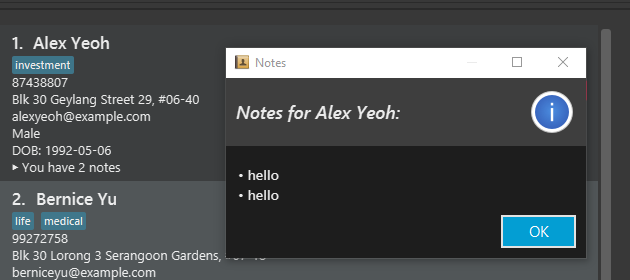 1. Alex Yeoh
investment
87438807
Blk 30 Geylang Street 29, #06-40
alexyeoh@example.com
Male
DOB: 1992-05-06
▸ You have 2 notes
2. Bernice Yu
life medical
99272758
Blk 30 Lorong 3 Serangoon Gardens,
berniceyu@example.com
Notes
Notes for Alex Yeoh:
• hello
• hello
OK